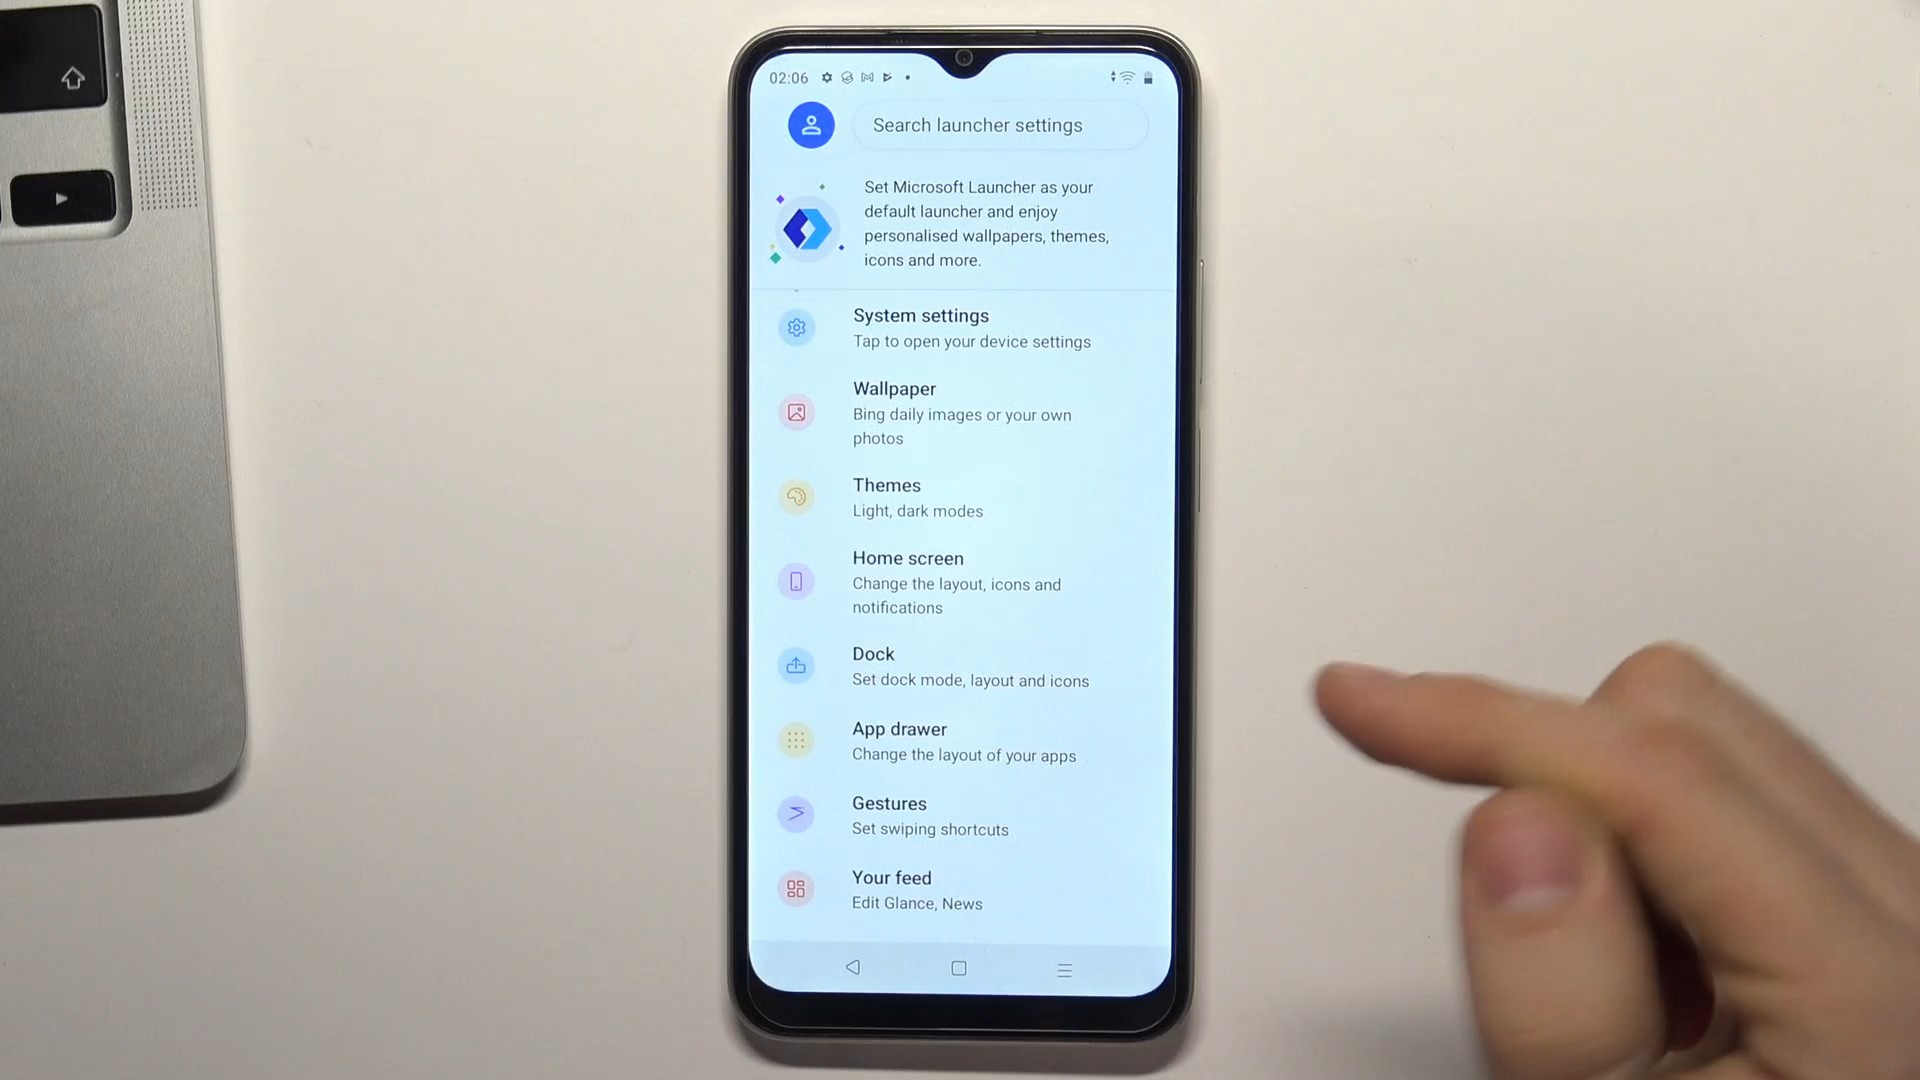 02:06
Search launcher settings
Set Microsoft Launcher as your
default launcher and enjoy
personalised wallpapers, themes,
icons and more.
System settings
Tap to open your device settings
Wallpaper
Bing daily images or your own
photos
Themes
Light, dark modes
Home screen
Change the layout, icons and
notifications
Dock
Set dock mode, layout and icons
App drawer
Change the layout of your apps
Gestures
Set swiping shortcuts
Your feed
Edit Glance, News